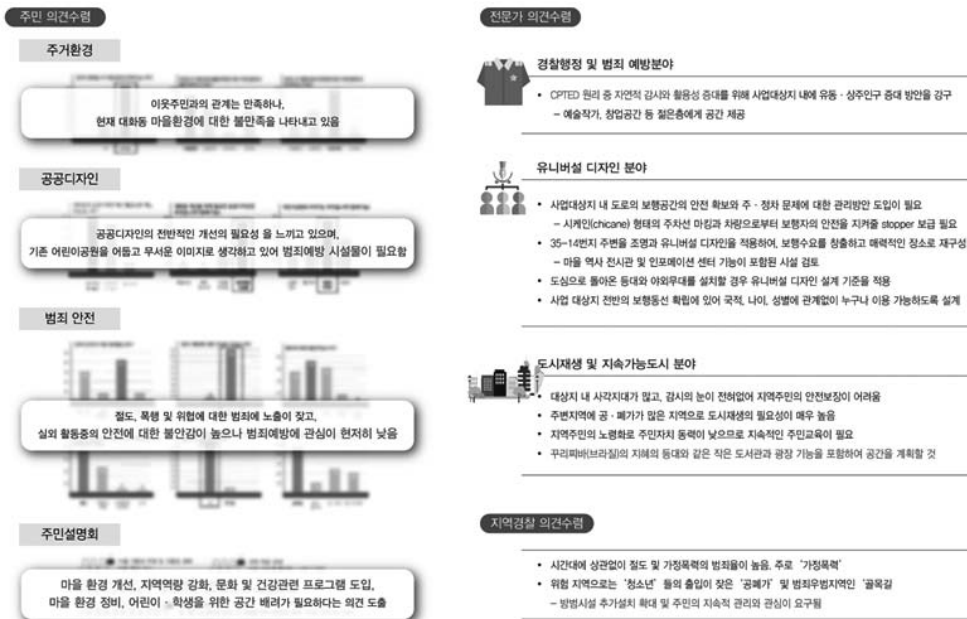 주민 의견수렴
주거환경
이웃주민과의 관계는 만족하나,
현재 대화동 마을환경에 대한 불만족을 나타내고 있음
공공디자인
공공디자인의 전반적인 개선의 필요성 을 느끼고 있으며,
기존 어린이공원을 어둡고 무서운 이미지로 생각하고 있어 범죄예방 시설물이 필요함
범죄 안전
절도, 폭행 및 위협에 대한 범죄에 노출이 잦고,
실외 활동중의 안전에 대한 불안감이 높으나 범죄예방에 관심이 현저히 낮음
주민설명회
마을 환경 개선, 지역역량 강화, 문화 및 건강관련 프로그램 도입,
마을 환경 정비, 어린이 · 학생을 위한 공간 배려가 필요하다는 의견 도출
전문가 의견수렴
경찰행정 및 범죄 예방분야
• CPTED 원리 중 자연적 감시와 활용성 증대를 위해 사업대상지 내에 유동 · 상주인구 증대 방안을 강구
– 예술작가, 창업공간 등 젊은층에게 공간 제공
유니버설 디자인 분야
• 사업대상지 내 도로의 보행공간의 안전 확보와 주 · 정차 문제에 대한 관리방안 도입이 필요
– 시케인(chicane) 형태의 주차선 마킹과 차량으로부터 보행자의 안전을 지켜줄 stopper 보급 필요
• 35–14번지 주변을 조명과 유니버설 디자인을 적용하여, 보행수요를 창출하고 매력적인 장소로 재구성
– 마을 역사 전시관 및 인포메이션 센터 기능이 포함된 시설 검토
• 도심으로 돌아온 등대와 야외무대를 설치할 경우 유니버설 디자인 설계 기준을 적용
• 사업 대상지 전반의 보행동선 확립에 있어 국적, 나이, 성별에 관계없이 누구나 이용 가능하도록 설계
도시재생 및 지속가능도시 분야
• 대상지 내 사각지대가 많고, 감시의 눈이 전혀없어 지역주민의 안전보장이 어려움
• 주변지역에 공 · 폐가가 많은 지역으로 도시재생의 필요성이 매우 높음
• 지역주민의 노령화로 주민자치 동력이 낮으므로 지속적인 주민교육이 필요
• 꾸리찌바(브라질)의 지혜의 등대와 같은 작은 도서관과 광장 기능을 포함하여 공간을 계획할 것
지역경찰 의견수렴
• 시간대에 상관없이 절도 및 가정폭력의 범죄율이 높음, 주로 ‘가정폭력’
• 위험 지역으로는 ‘청소년’ 들의 출입이 잦은 ‘공폐가’ 및 범죄우범지역인 ‘골목길
– 방범시설 추가설치 확대 및 주민의 지속적 관리와 관심이 요구됨